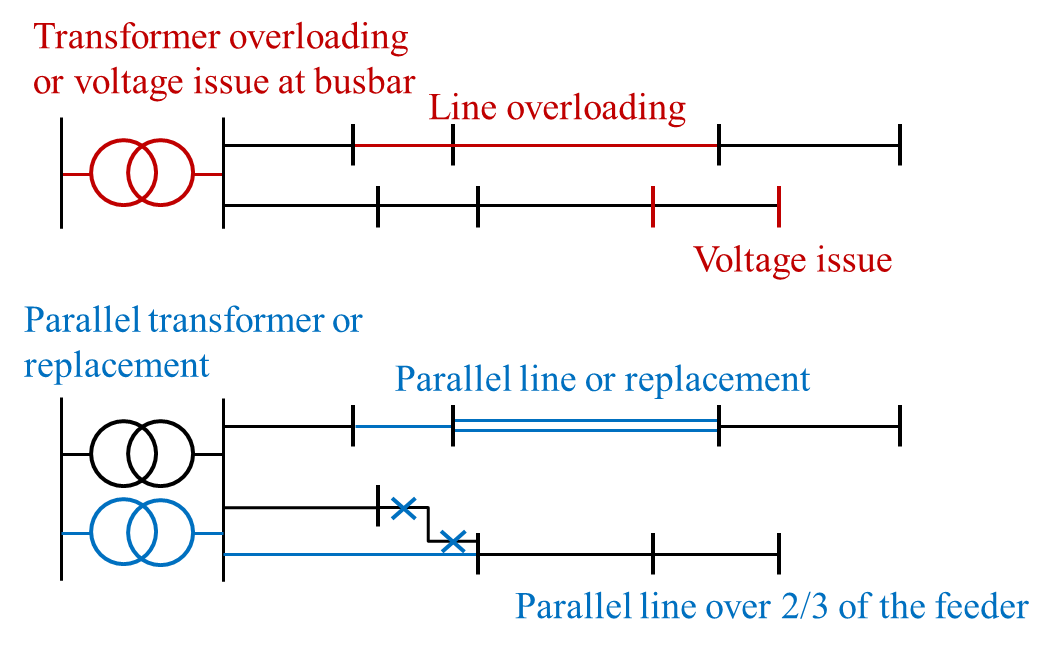 Transformer overloading
or voltage issue at busbar
Line overloading
Voltage issue
Parallel transformer or
replacement
Parallel line or replacement
Parallel line over 2/3 of the feeder